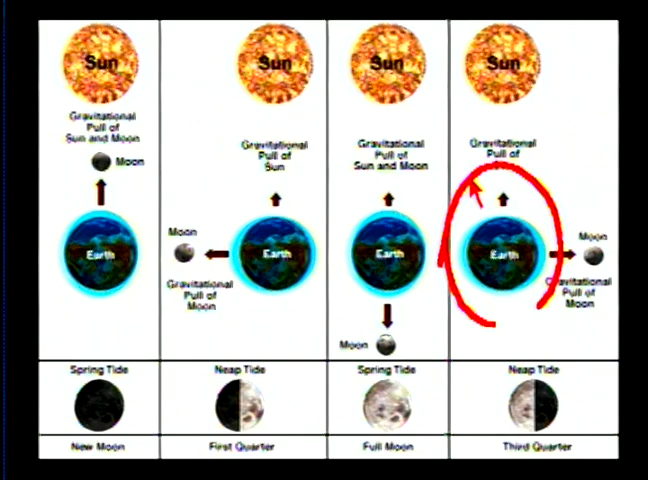 Sun
Gravitational
Pull of
Sun and Moon
Moon
Earth
Spring Tide
New Moon
Sun
Gravitational
Pull of
Sun
Moon
Earth
Gravitational
Pull of
Moon
Neap Tide
First Quarter
Sun
Gravitational
Pull of
Sun and Moon
Earth
Moon
Spring Tide
Full Moon
Sun
Gravitational
Pull of
Earth
Moon
Gravitational
Pull of
Moon
Neap Tide
Third Quarter